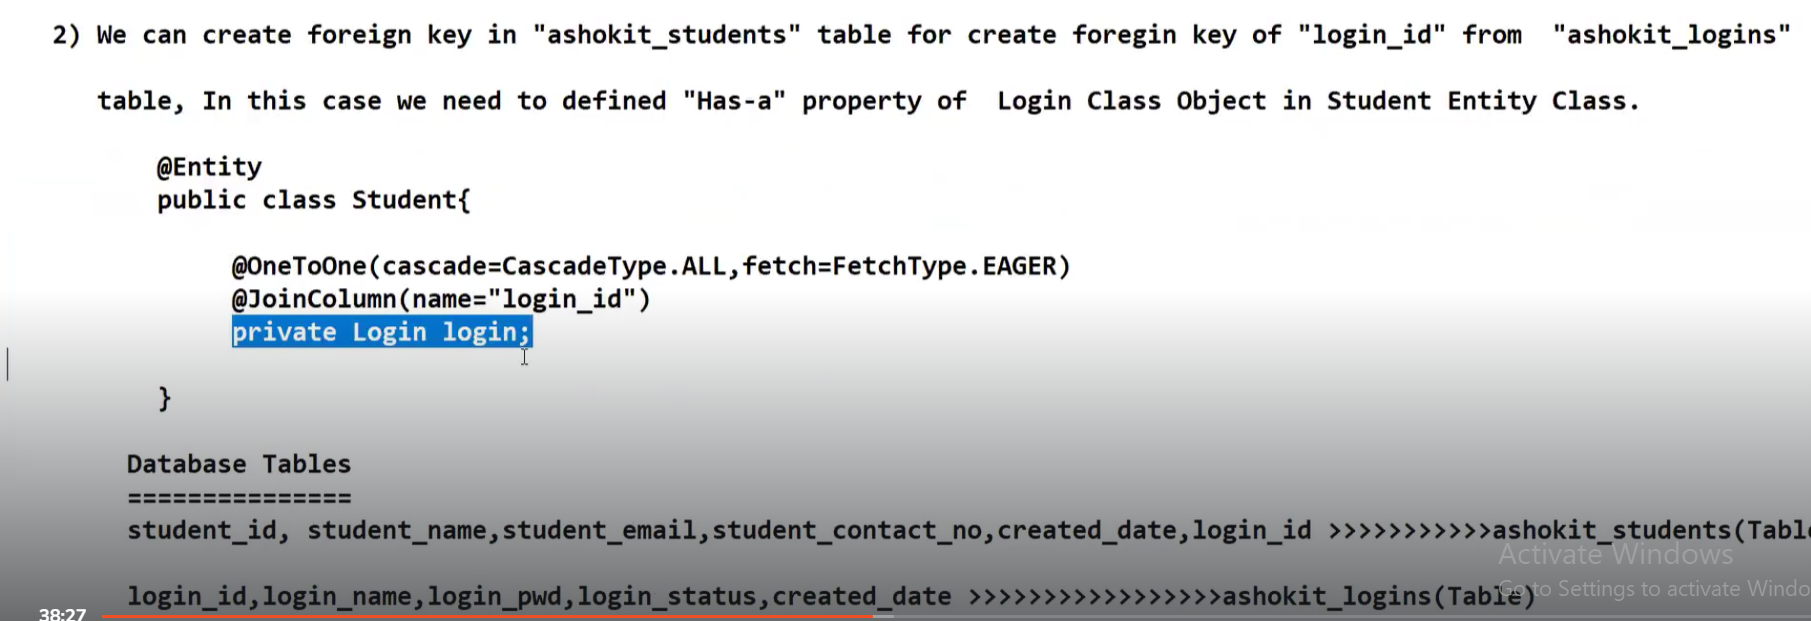 2) We can create foreign key in "ashokit_students" table for create foregin key of "login_id" from "ashokit_logins"
table, In this case we need to defined "Has-a" property of Login Class Object in Student Entity Class.
@Entity
public class Student{
@OneToOne(cascade=CascadeType.ALL,fetch=FetchType.EAGER)
@JoinColumn(name="login_id")
private Login login;
}
Database Tables
===============
student_id, student_name,student_email,student_contact_no,created_date,login_id >>>>>>>>>>>ashokit_students(Tabl
Activate Windows
Go to Settings to activate Windo
login_id,login_name,login_pwd,login_status,created_date >>>>>>>>>>>>>>>>>ashokit_logins(Table)
38:27